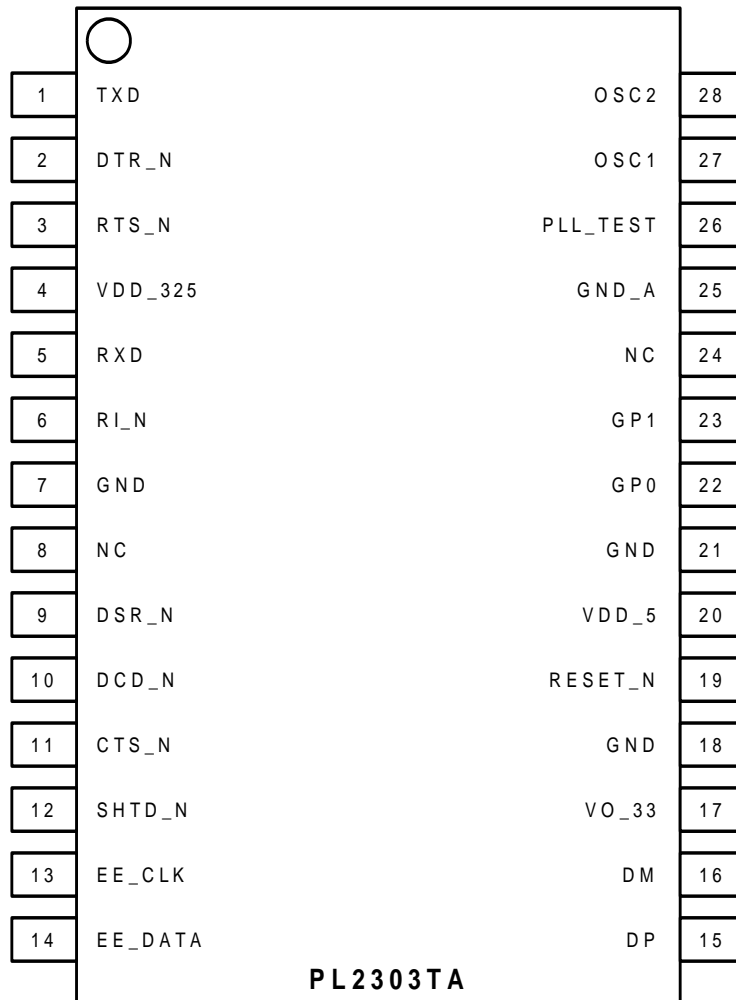 1 TXD OSC2 28
2 DTR_N OSC1 27
3 RTS_N PLL_TEST 26
4 VDD_325 GND_A 25
5 RXD NC 24
6 RI_N GP1 23
7 GND GP0 22
8 NC GND 21
9 DSR_N VDD_5 20
10 DCD_N RESET_N 19
11 CTS_N GND 18
12 SHTD_N VO_33 17
13 EE_CLK DM 16
14 EE_DATA DP 15
PL2303TA